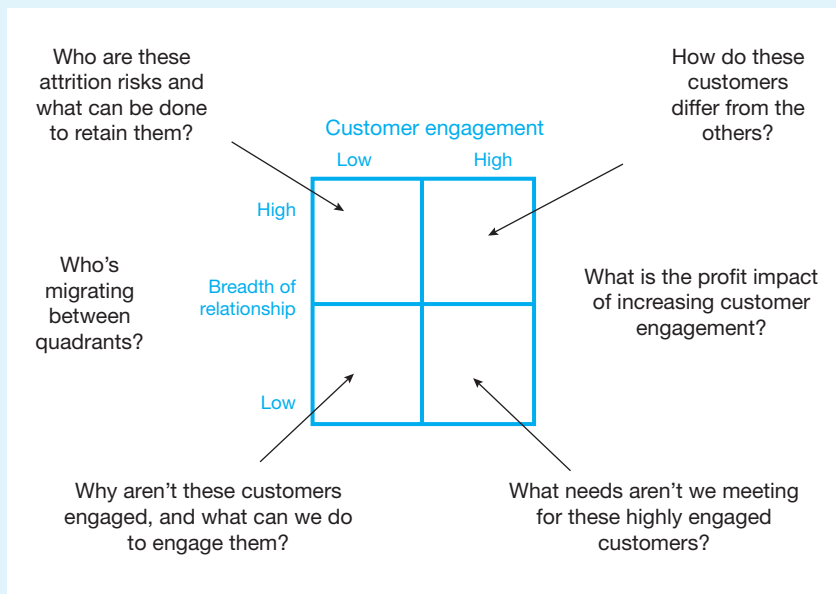 Who are these
attrition risks and
what can be done
to retain them?
How do these
customers
differ from the
others?
Customer engagement
Low
High
High
Who's
migrating
between
quadrants?
Breadth of
relationship
What is the profit impact
of increasing customer
engagement?
Low
Why aren't these customers
engaged, and what can we do
to engage them?
What needs aren't we meeting
for these highly engaged
customers?